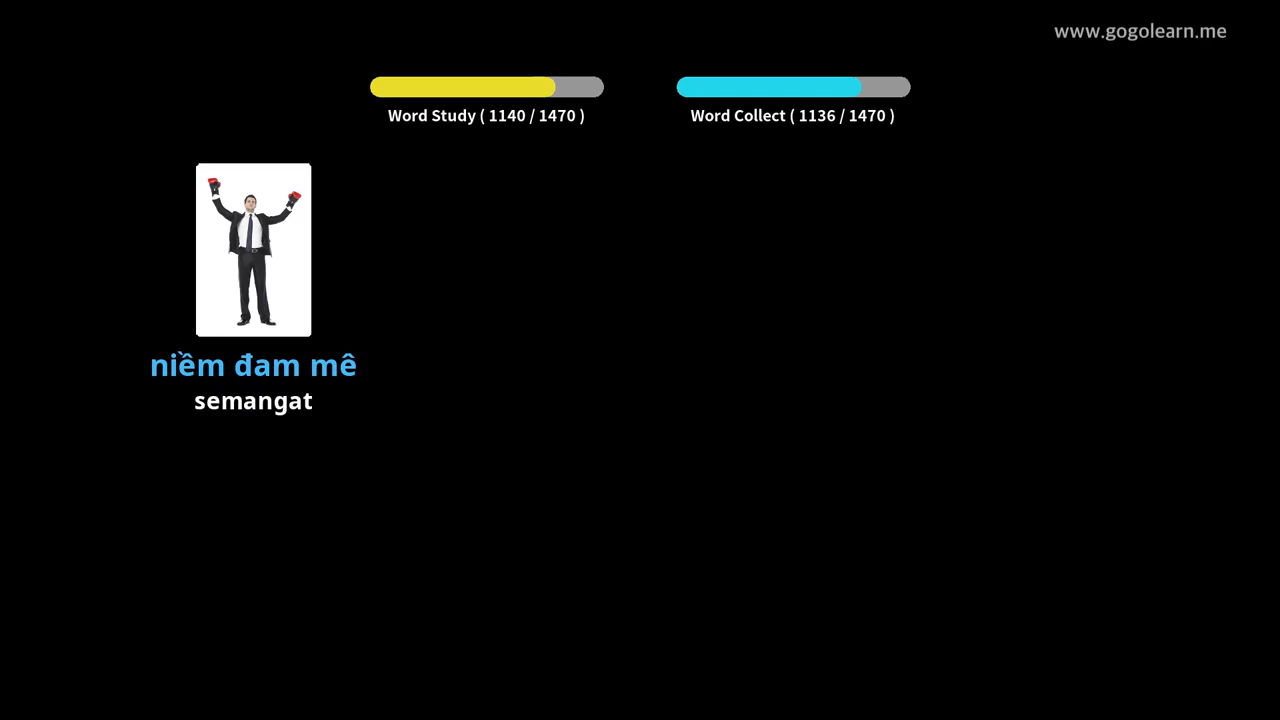 www.gogolearn.me
Word Study ( 1140 / 1470 )
Word Collect ( 1136 / 1470 )
niềm đam mê
semangat